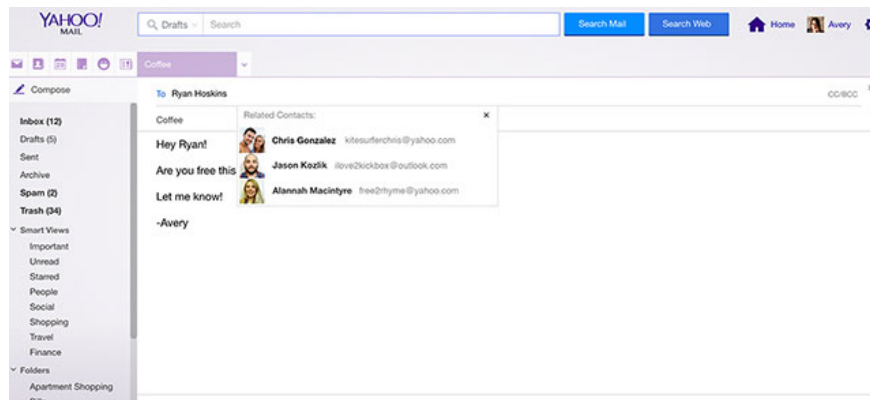 YAHOO!
MAIL
Drafts Search Search Mail Search Web Home Avery
Coffee
Compose
To Ryan Hoskins CC/BCC
Inbox (12)
Drafts (5)
Sent
Archive
Spam (2)
Trash (34)
Smart Views
Important
Unread
Starred
People
Social
Shopping
Travel
Finance
Folders
Apartment Shopping
Coffee
Hey Ryan!
Are you free this
Let me know!
-Avery
Related Contacts:
Chris Gonzalez kitesurferchris@yahoo.com
Jason Kozlik ilove2kickbox@outlook.com
Alannah Macintyre free2rhyme@yahoo.com